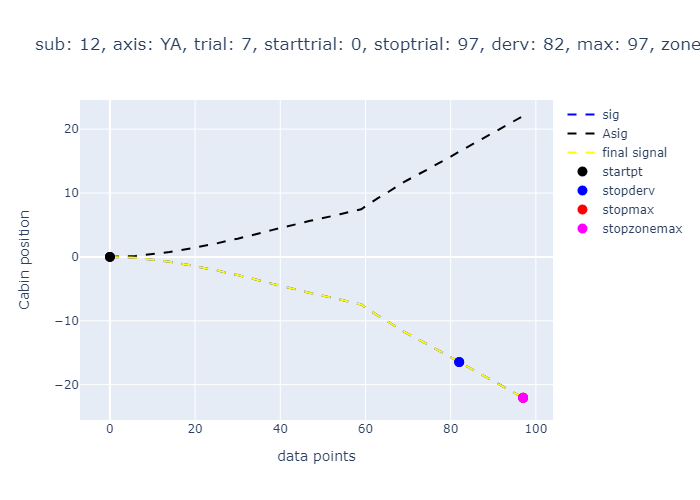 sub: 12, axis: YA, trial: 7, starttrial: 0, stoptrial: 97, derv: 82, max: 97, zone
20
10
0
−10
−20
Cabin position
0 20 40 60 80 100
data points
sig
Asig
final signal
startpt
stopderv
stopmax
stopzonemax